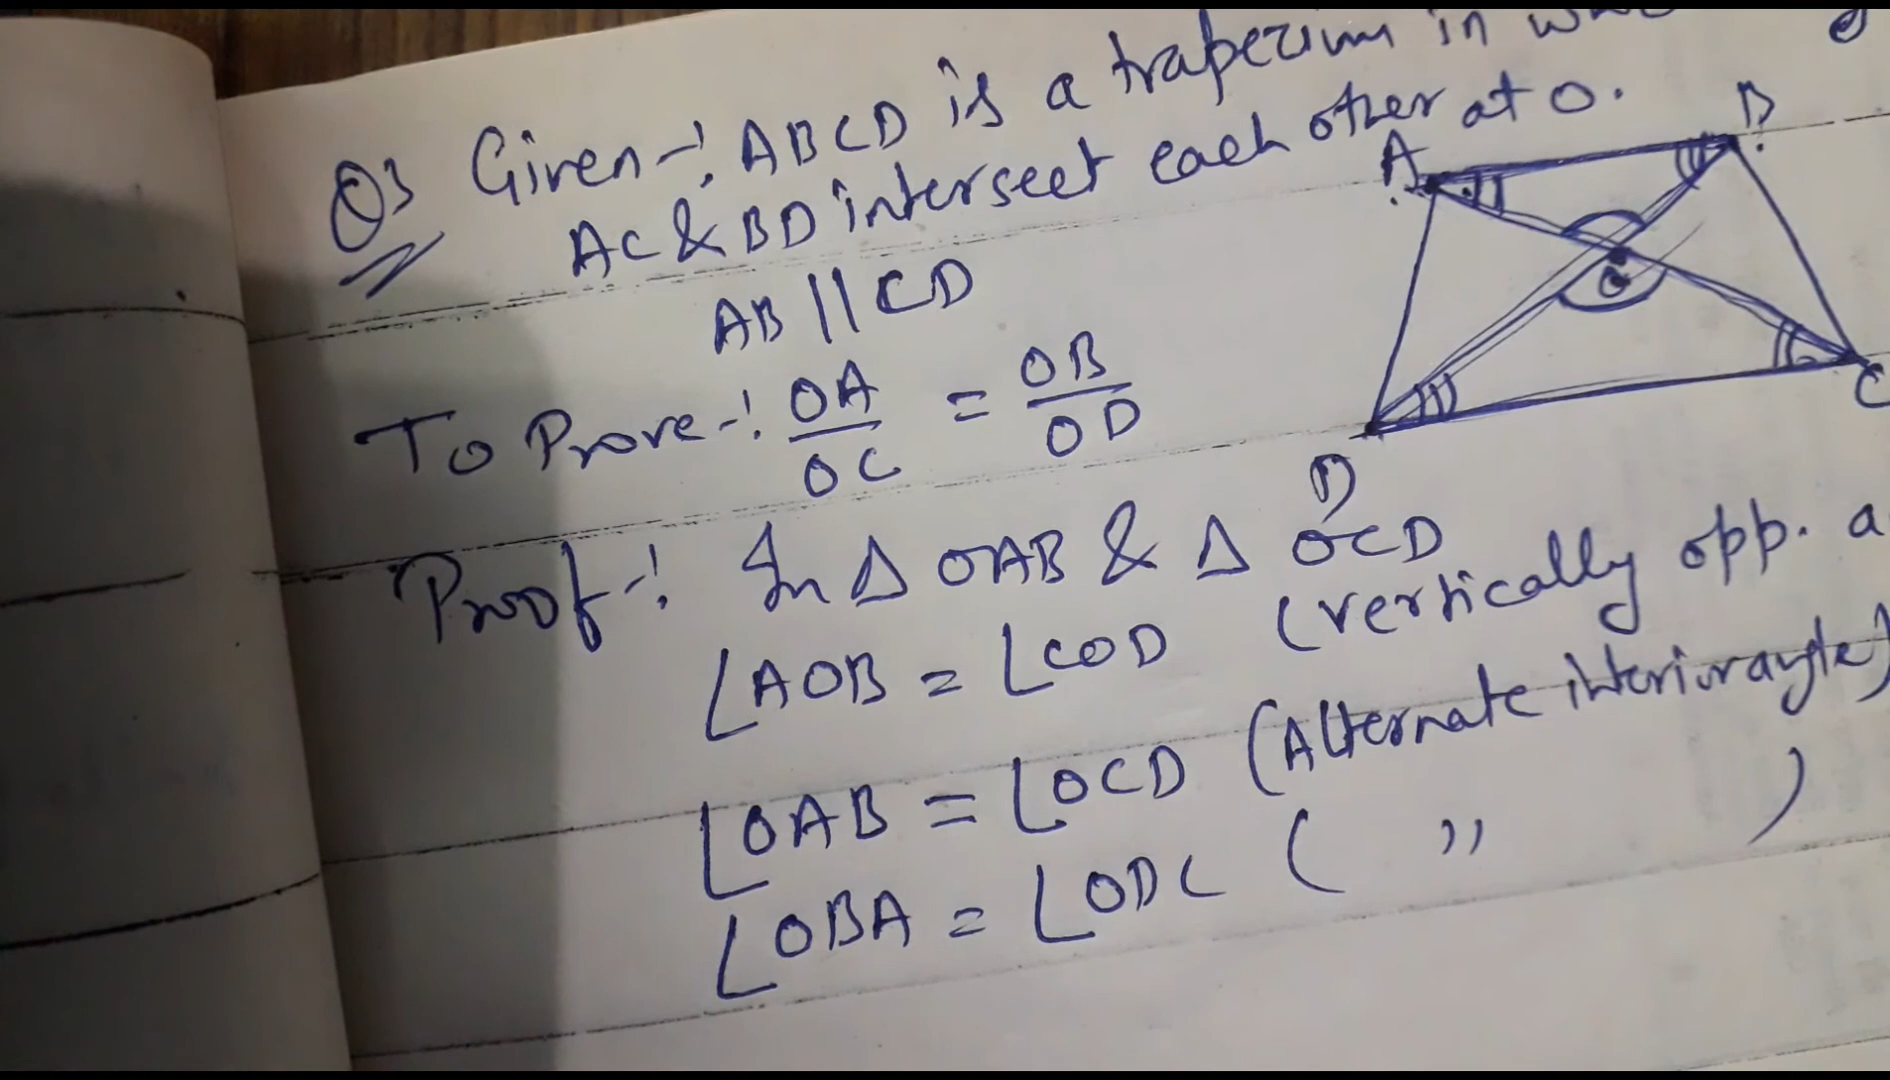 Q3 Given-: ABCD is a trapezium in
AC & BD intersect each other at O.
AB || CD
To Prove-: OA/OC = OB/OD
A B C D O
Proof-: In Δ OAB & Δ OCD
∠AOB = ∠COD (vertically opp. a
∠OAB = ∠OCD (Alternate interior angle)
∠OBA = ∠ODC ( ,, )